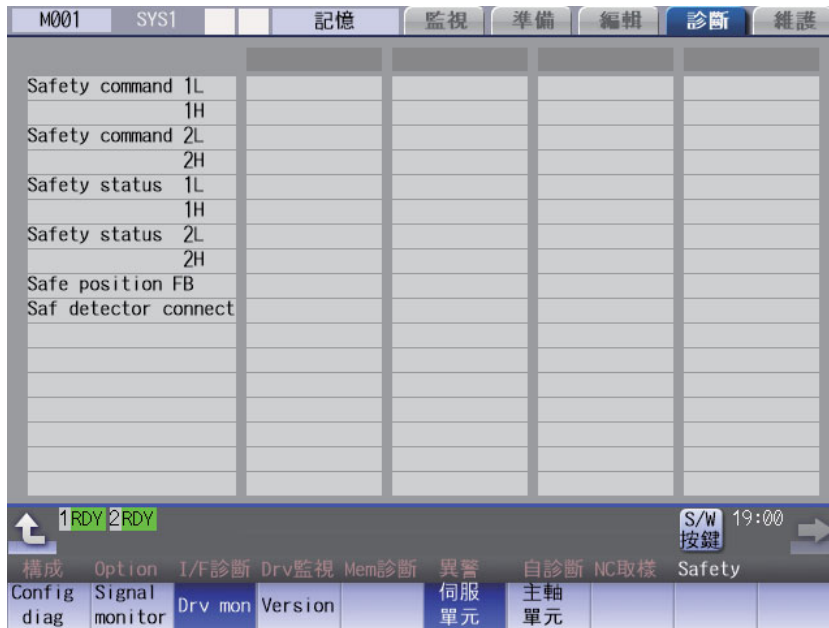 M001 SYS1 記憶 監視 準備 編輯 診斷 維護
Safety command 1L
1H
Safety command 2L
2H
Safety status 1L
1H
Safety status 2L
2H
Safe position FB
Saf detector connect
1 RDY 2 RDY S/W 19:00
按鍵
構成 Option I/F診斷 Drv監視 Mem診斷 異警 自診斷 NC取樣 Safety
Config Signal Drv mon Version 伺服 主軸
diag monitor 單元 單元